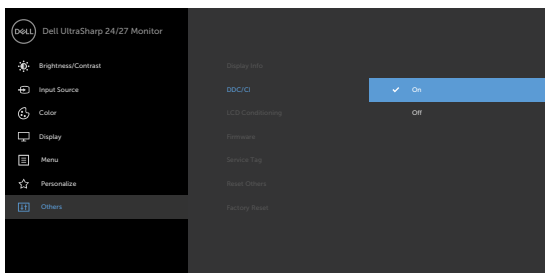 DELL Dell UltraSharp 24/27 Monitor
Brightness/Contrast
Input Source
Color
Display
Menu
Personalize
Others
Display Info
DDC/CI
LCD Conditioning
Firmware
Service Tag
Reset Others
Factory Reset
On
Off